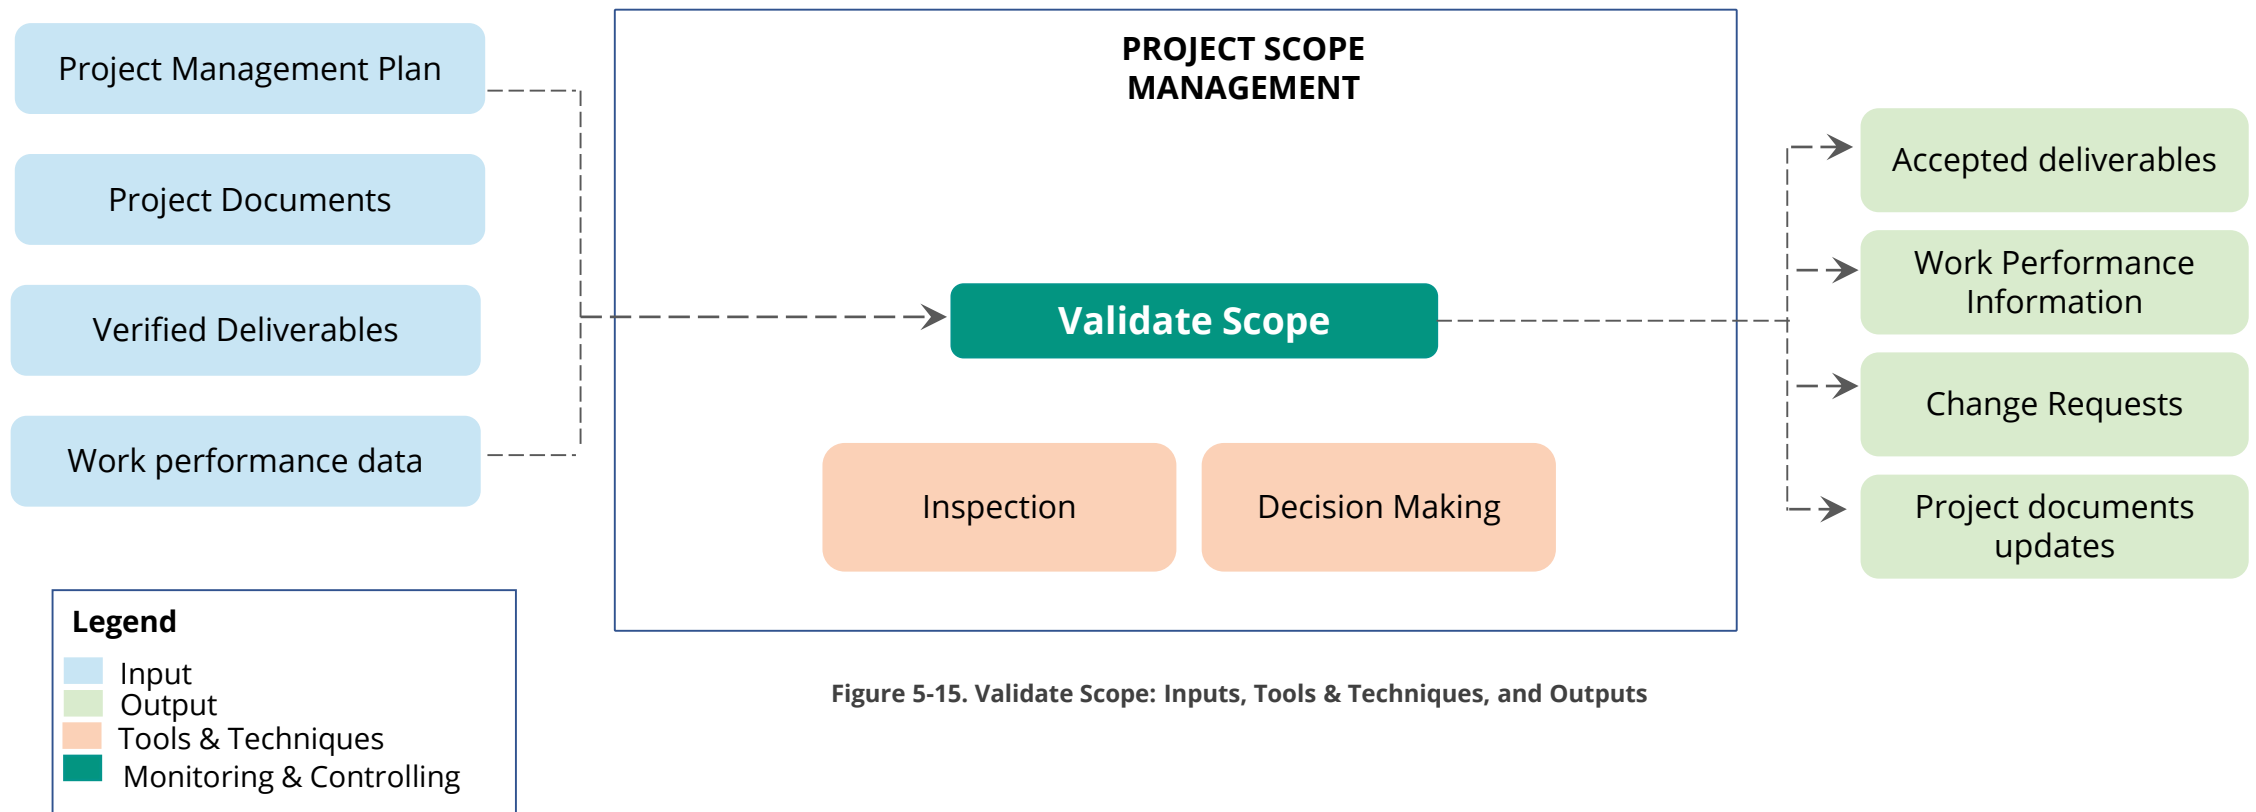 Project Management Plan
Project Documents
Verified Deliverables
Work performance data
PROJECT SCOPE
MANAGEMENT
Validate Scope
Inspection
Decision Making
Accepted deliverables
Work Performance
Information
Change Requests
Project documents
updates
Legend
Input
Output
Tools & Techniques
Monitoring & Controlling
Figure 5-15. Validate Scope: Inputs, Tools & Techniques, and Outputs